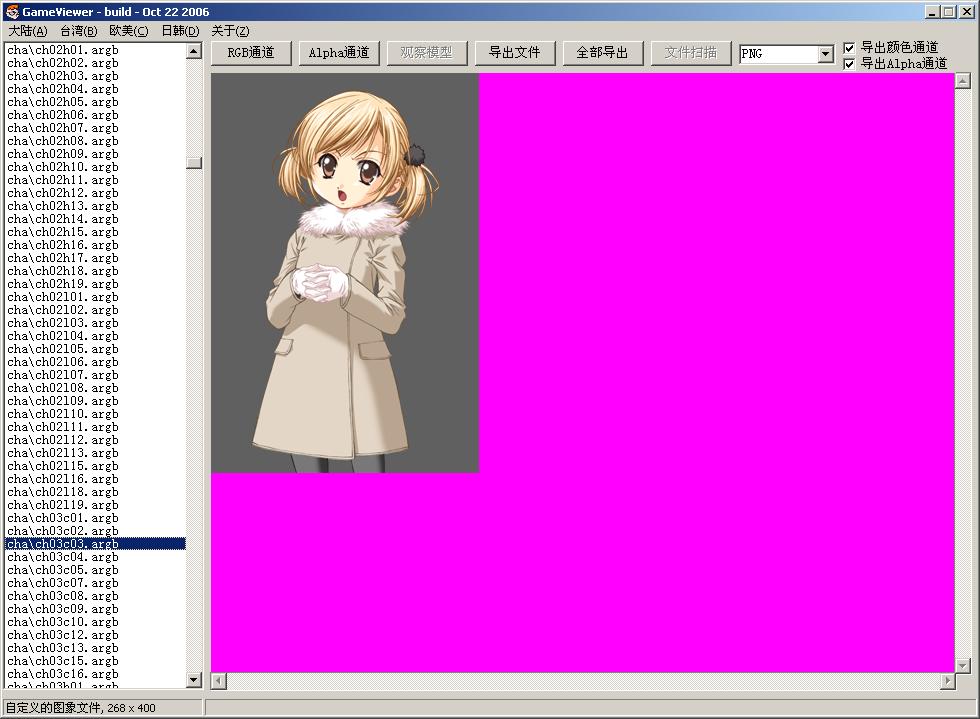 GameViewer - build - Oct 22 2006
大陆(A) 台湾(B) 欧美(C) 日韩(D) 关于(Z)
RGB通道 Alpha通道 观察模型 导出文件 全部导出 文件扫描 PNG 导出颜色通道
导出Alpha通道
cha\ch02h01.argb
cha\ch02h02.argb
cha\ch02h03.argb
cha\ch02h04.argb
cha\ch02h05.argb
cha\ch02h06.argb
cha\ch02h07.argb
cha\ch02h08.argb
cha\ch02h09.argb
cha\ch02h10.argb
cha\ch02h11.argb
cha\ch02h12.argb
cha\ch02h13.argb
cha\ch02h14.argb
cha\ch02h15.argb
cha\ch02h16.argb
cha\ch02h17.argb
cha\ch02h18.argb
cha\ch02h19.argb
cha\ch02l01.argb
cha\ch02l02.argb
cha\ch02l03.argb
cha\ch02l04.argb
cha\ch02l05.argb
cha\ch02l06.argb
cha\ch02l07.argb
cha\ch02l08.argb
cha\ch02l09.argb
cha\ch02l10.argb
cha\ch02l11.argb
cha\ch02l12.argb
cha\ch02l13.argb
cha\ch02l15.argb
cha\ch02l16.argb
cha\ch02l18.argb
cha\ch02l19.argb
cha\ch03c01.argb
cha\ch03c02.argb
cha\ch03c03.argb
cha\ch03c04.argb
cha\ch03c05.argb
cha\ch03c07.argb
cha\ch03c08.argb
cha\ch03c09.argb
cha\ch03c10.argb
cha\ch03c12.argb
cha\ch03c13.argb
cha\ch03c15.argb
cha\ch03c16.argb
cha\ch03h01.argb
自定义的图象文件, 268 x 400